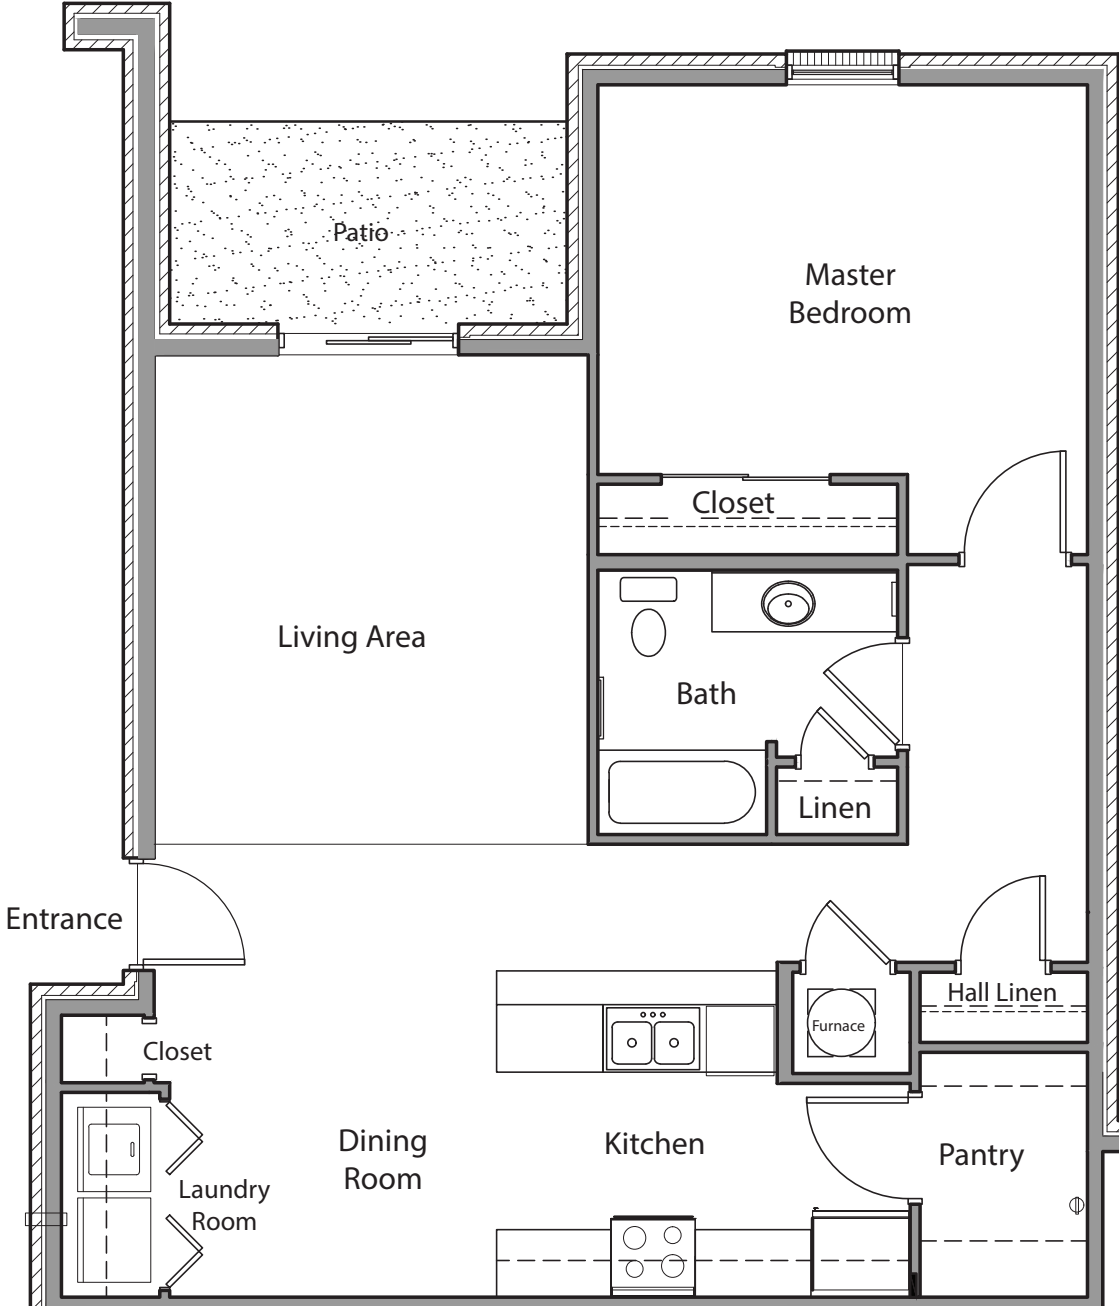 Patio
Master
Bedroom
Closet
Living Area
Bath
Linen
Entrance
Hall Linen
Furnace
Closet
Dining
Room
Kitchen
Pantry
Laundry
Room